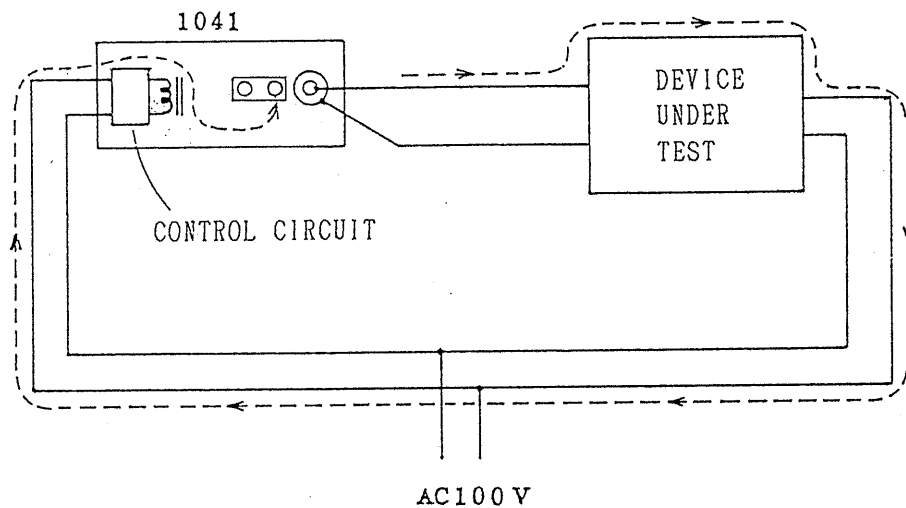 1041
DEVICE
UNDER
TEST
CONTROL CIRCUIT
AC100V